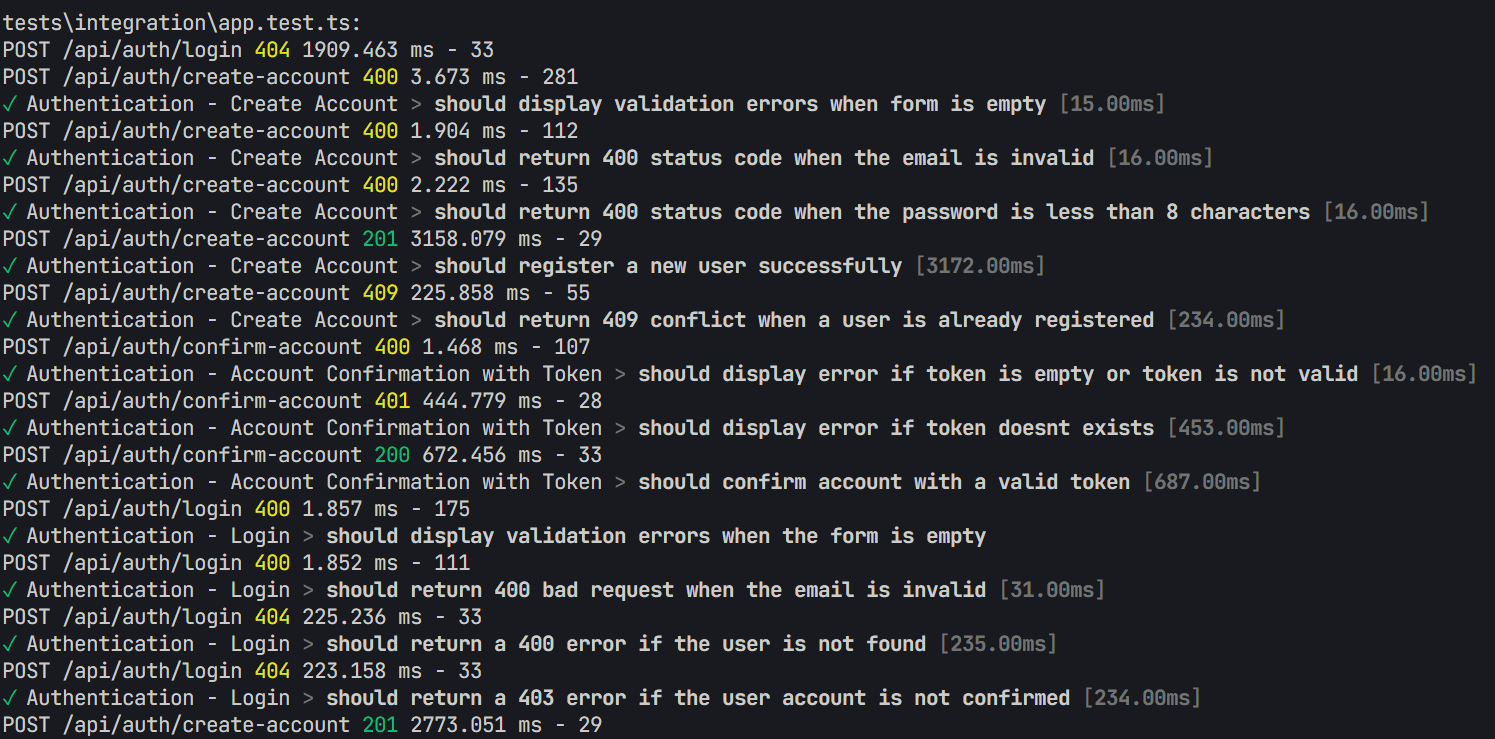 tests\integration\app.test.ts:
POST /api/auth/login 404 1909.463 ms - 33
POST /api/auth/create-account 400 3.673 ms - 281
✓ Authentication - Create Account > should display validation errors when form is empty [15.00ms]
POST /api/auth/create-account 400 1.904 ms - 112
✓ Authentication - Create Account > should return 400 status code when the email is invalid [16.00ms]
POST /api/auth/create-account 400 2.222 ms - 135
✓ Authentication - Create Account > should return 400 status code when the password is less than 8 characters [16.00ms]
POST /api/auth/create-account 201 3158.079 ms - 29
✓ Authentication - Create Account > should register a new user successfully [3172.00ms]
POST /api/auth/create-account 409 225.858 ms - 55
✓ Authentication - Create Account > should return 409 conflict when a user is already registered [234.00ms]
POST /api/auth/confirm-account 400 1.468 ms - 107
✓ Authentication - Account Confirmation with Token > should display error if token is empty or token is not valid [16.00ms]
POST /api/auth/confirm-account 401 444.779 ms - 28
✓ Authentication - Account Confirmation with Token > should display error if token doesnt exists [453.00ms]
POST /api/auth/confirm-account 200 672.456 ms - 33
✓ Authentication - Account Confirmation with Token > should confirm account with a valid token [687.00ms]
POST /api/auth/login 400 1.857 ms - 175
✓ Authentication - Login > should display validation errors when the form is empty
POST /api/auth/login 400 1.852 ms - 111
✓ Authentication - Login > should return 400 bad request when the email is invalid [31.00ms]
POST /api/auth/login 404 225.236 ms - 33
✓ Authentication - Login > should return a 400 error if the user is not found [235.00ms]
POST /api/auth/login 404 223.158 ms - 33
✓ Authentication - Login > should return a 403 error if the user account is not confirmed [234.00ms]
POST /api/auth/create-account 201 2773.051 ms - 29